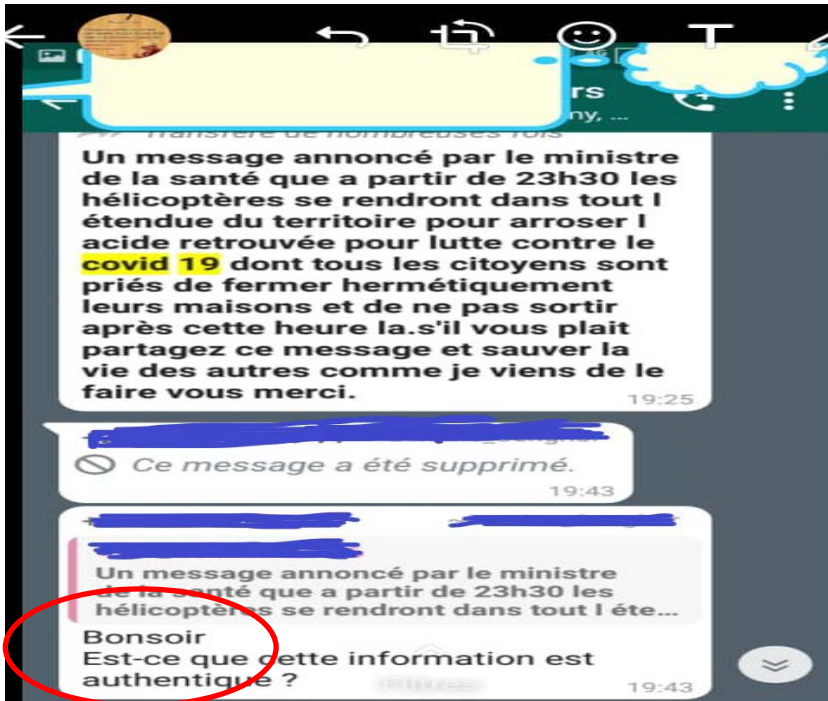 rs
ny, ...
Transféré de nombreuses fois
Un message annoncé par le ministre
de la santé que a partir de 23h30 les
hélicoptères se rendront dans tout l
étendue du territoire pour arroser l
acide retrouvée pour lutte contre le
covid 19 dont tous les citoyens sont
priés de fermer hermétiquement
leurs maisons et de ne pas sortir
après cette heure la.s'il vous plait
partagez ce message et sauver la
vie des autres comme je viens de le
faire vous merci.
19:25
Ce message a été supprimé.
19:43
Un message annoncé par le ministre
de la santé que a partir de 23h30 les
hélicoptères se rendront dans tout l éte...
Bonsoir
Est-ce que cette information est
authentique ?
19:43